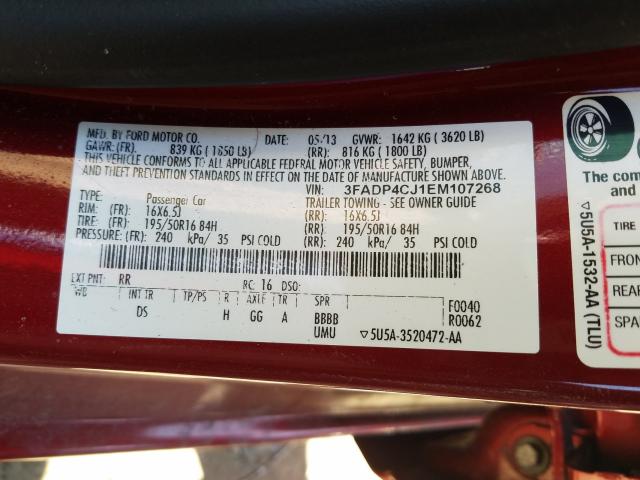 MFD. BY FORD MOTOR CO. DATE: 05/13 GVWR: 1642 KG ( 3620 LB)
GAWR: (FR): 839 KG ( 1850 LB) (RR): 816 KG ( 1800 LB)
THIS VEHICLE CONFORMS TO ALL APPLICABLE FEDERAL MOTOR VEHICLE SAFETY, BUMPER,
AND THEFT PREVENTION STANDARDS IN EFFECT ON THE DATE OF MANUFACTURE SHOWN ABOVE.
VIN: 3FADP4CJ1EM107268
TYPE: Passenger Car TRAILER TOWING - SEE OWNER GUIDE
RIM: (FR): 16X6.5J (RR): 16X6.5J
TIRE: (FR): 195/50R16 84H (RR): 195/50R16 84H
PRESSURE: (FR): 240 kPa/ 35 PSI COLD (RR): 240 kPa/ 35 PSI COLD
EXT PNT: RR RC: 16 DSO:
WB INT TR TP/PS R AXLE TR SPR F0040
DS H GG A BBBB R0062
UMU ▽5U5A-3520472-AA
The com
of
TIRE
FRON
REAR
SPA
▽5U5A-1532-AA (TLU)